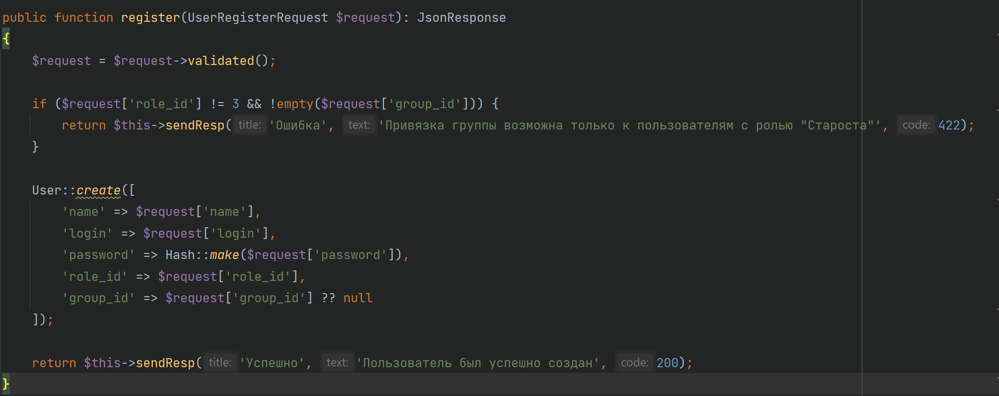 public function register(UserRegisterRequest $request): JsonResponse
{
    $request = $request->validated();
    if ($request['role_id'] != 3 && !empty($request['group_id'])) {
        return $this->sendResp( title: 'Ошибка', text: 'Привязка группы возможна только к пользователям с ролью "Староста"', code: 422);
    }
    User::create([
        'name' => $request['name'],
        'login' => $request['login'],
        'password' => Hash::make($request['password']),
        'role_id' => $request['role_id'],
        'group_id' => $request['group_id'] ?? null
    ]);
    return $this->sendResp( title: 'Успешно', text: 'Пользователь был успешно создан', code: 200);
}